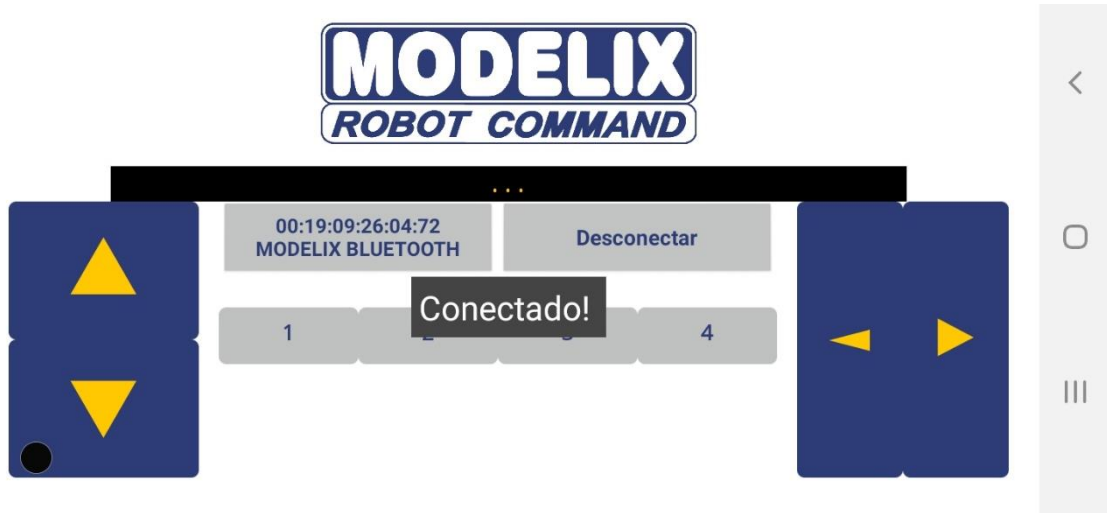 MODELIX
ROBOT COMMAND
...
00:19:09:26:04:72
MODELIX BLUETOOTH
Desconectar
Conectado!
1
4